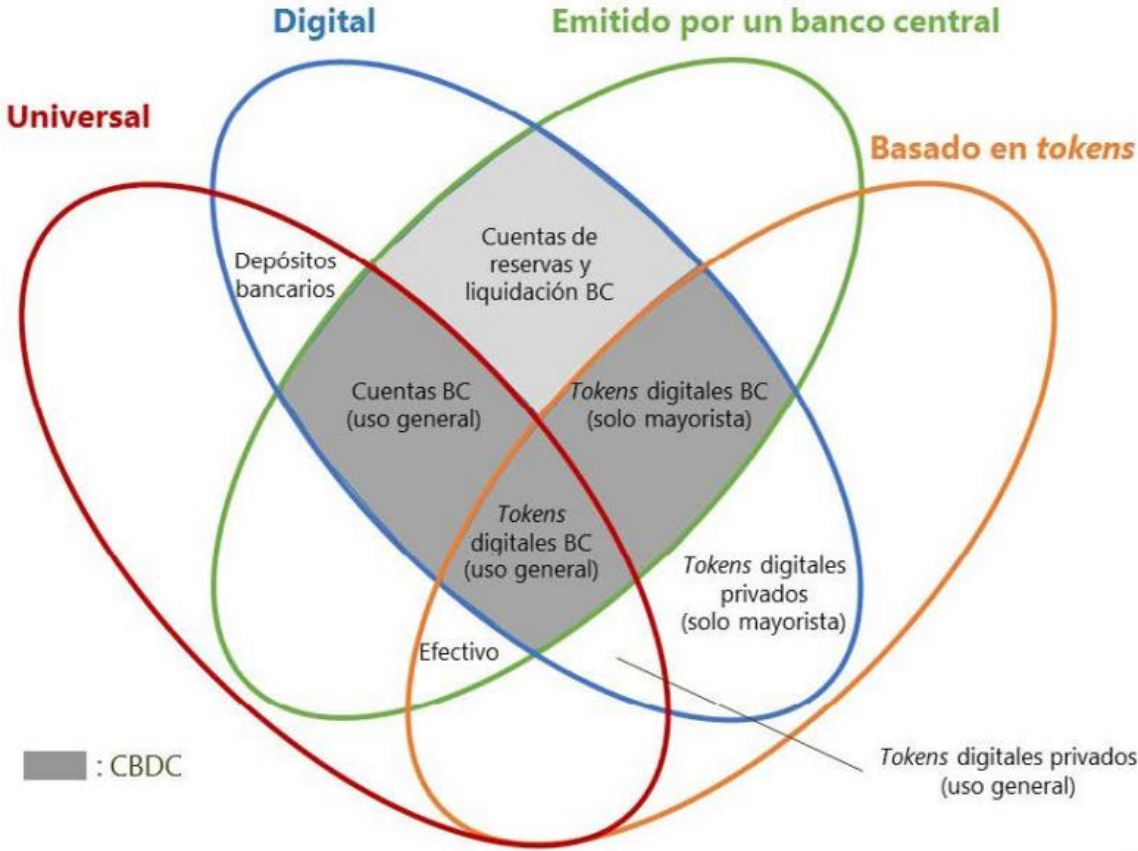 Digital
Emitido por un banco central
Universal
Basado en tokens
Cuentas de
reservas y
liquidación BC
Depósitos
bancarios
Cuentas BC
(uso general)
Tokens digitales BC
(solo mayorista)
Tokens
digitales BC
(uso general)
Tokens digitales
privados
(solo mayorista)
Efectivo
Tokens digitales privados
(uso general)
: CBDC